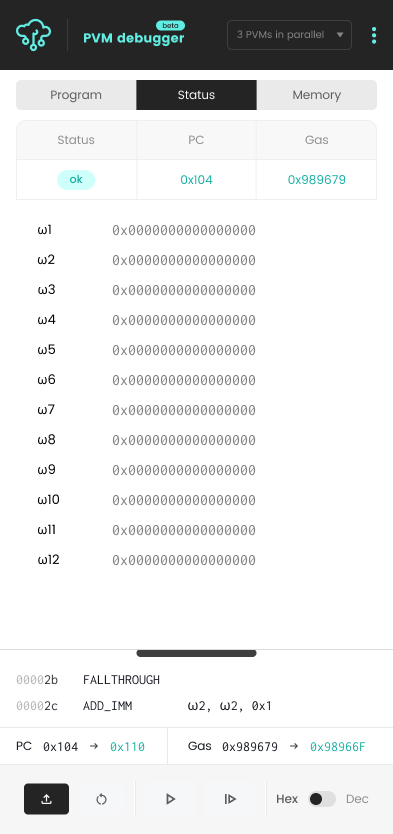 PVM debugger beta 3 PVMs in parallel
Program Status Memory
Status PC Gas
ok 0x104 0x989679
ω1 0x0000000000000000
ω2 0x0000000000000000
ω3 0x0000000000000000
ω4 0x0000000000000000
ω5 0x0000000000000000
ω6 0x0000000000000000
ω7 0x0000000000000000
ω8 0x0000000000000000
ω9 0x0000000000000000
ω10 0x0000000000000000
ω11 0x0000000000000000
ω12 0x0000000000000000
00002b FALLTHROUGH
00002c ADD_IMM ω2, ω2, 0x1
PC 0x104 → 0x110 Gas 0x989679 → 0x98966F
Hex Dec